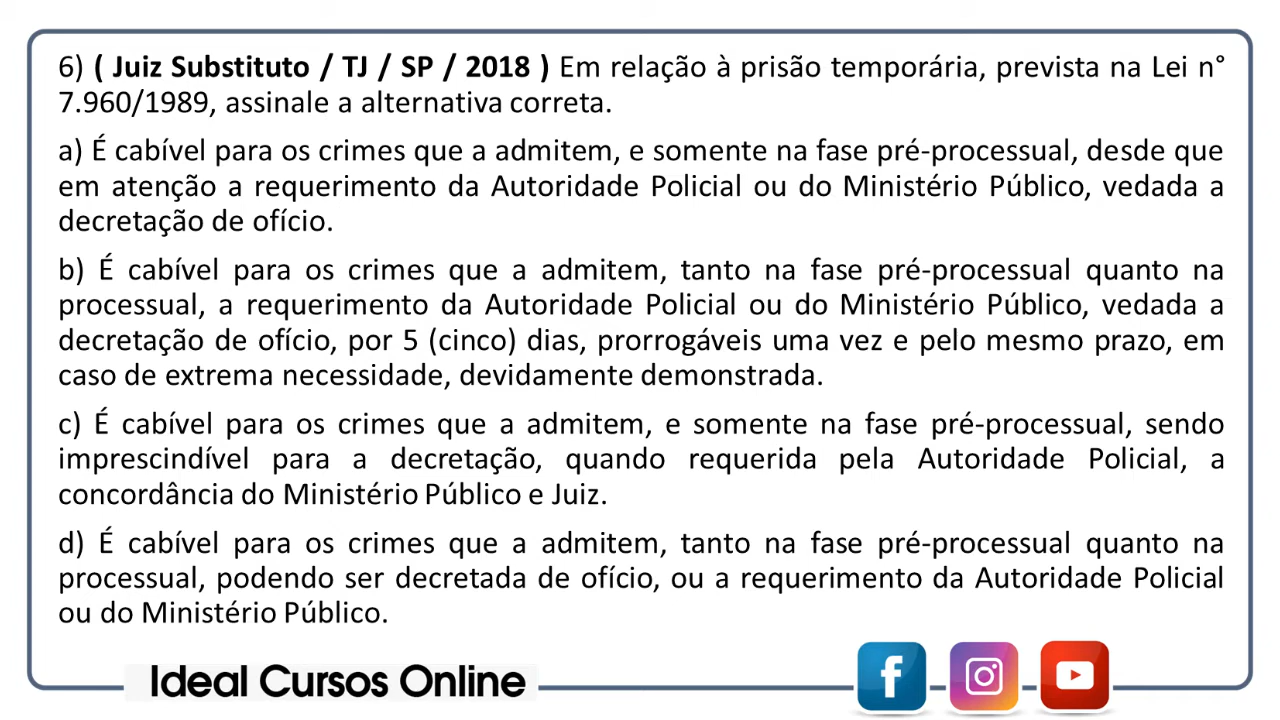 6) ( Juiz Substituto / TJ / SP / 2018 ) Em relação à prisão temporária, prevista na Lei n°
7.960/1989, assinale a alternativa correta.
a) É cabível para os crimes que a admitem, e somente na fase pré-processual, desde que
em atenção a requerimento da Autoridade Policial ou do Ministério Público, vedada a
decretação de ofício.
b) É cabível para os crimes que a admitem, tanto na fase pré-processual quanto na
processual, a requerimento da Autoridade Policial ou do Ministério Público, vedada a
decretação de ofício, por 5 (cinco) dias, prorrogáveis uma vez e pelo mesmo prazo, em
caso de extrema necessidade, devidamente demonstrada.
c) É cabível para os crimes que a admitem, e somente na fase pré-processual, sendo
imprescindível para a decretação, quando requerida pela Autoridade Policial, a
concordância do Ministério Público e Juiz.
d) É cabível para os crimes que a admitem, tanto na fase pré-processual quanto na
processual, podendo ser decretada de ofício, ou a requerimento da Autoridade Policial
ou do Ministério Público.
Ideal Cursos Online